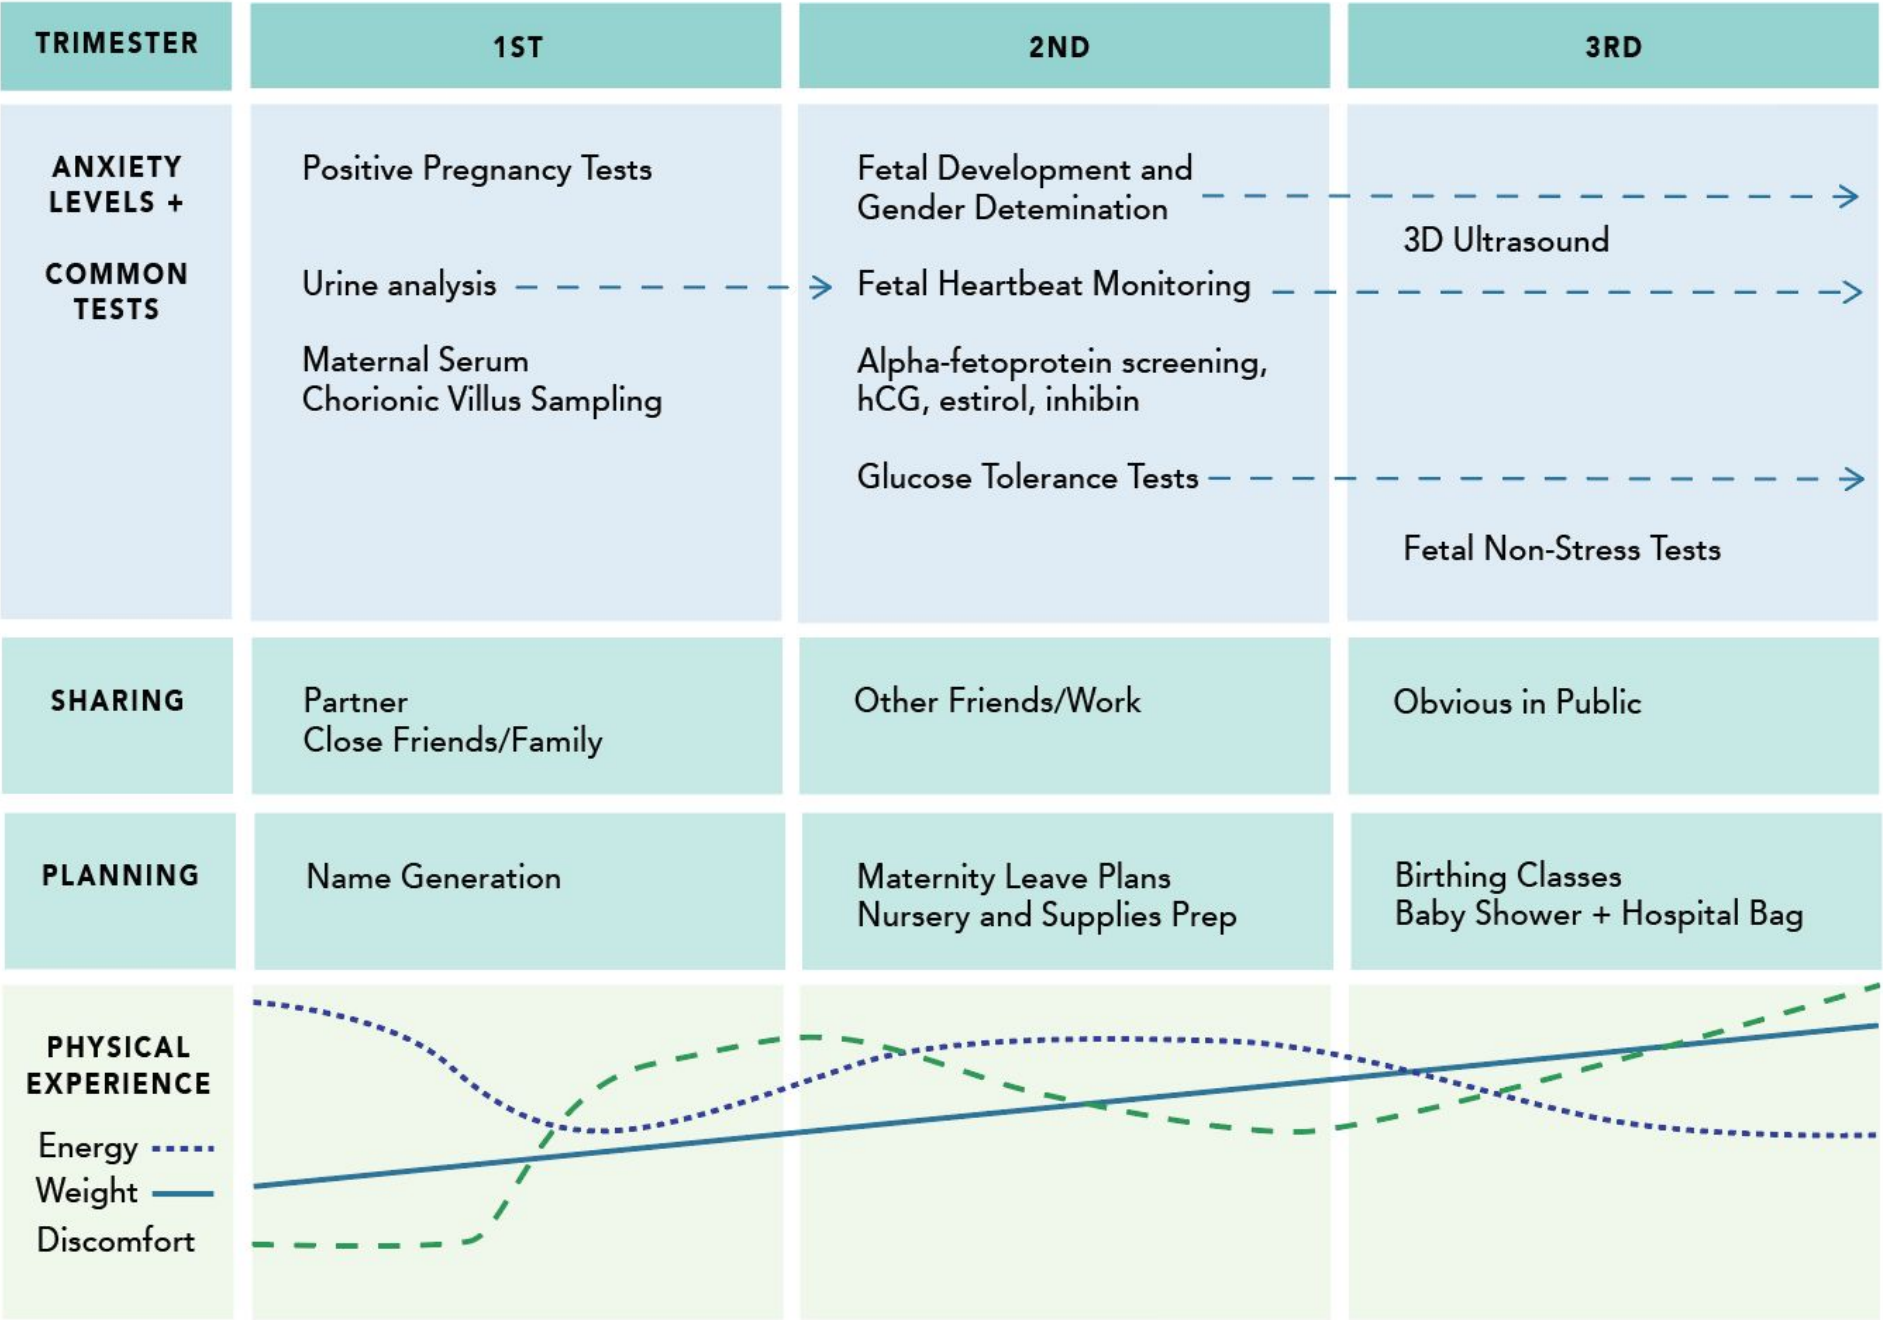 TRIMESTER
1ST
2ND
3RD
ANXIETY
LEVELS +
COMMON
TESTS
Positive Pregnancy Tests
Urine analysis
Maternal Serum
Chorionic Villus Sampling
Fetal Development and
Gender Detemination
Fetal Heartbeat Monitoring
Alpha-fetoprotein screening,
hCG, estirol, inhibin
Glucose Tolerance Tests
3D Ultrasound
Fetal Non-Stress Tests
SHARING
Partner
Close Friends/Family
Other Friends/Work
Obvious in Public
PLANNING
Name Generation
Maternity Leave Plans
Nursery and Supplies Prep
Birthing Classes
Baby Shower + Hospital Bag
PHYSICAL
EXPERIENCE
Energy
Weight
Discomfort